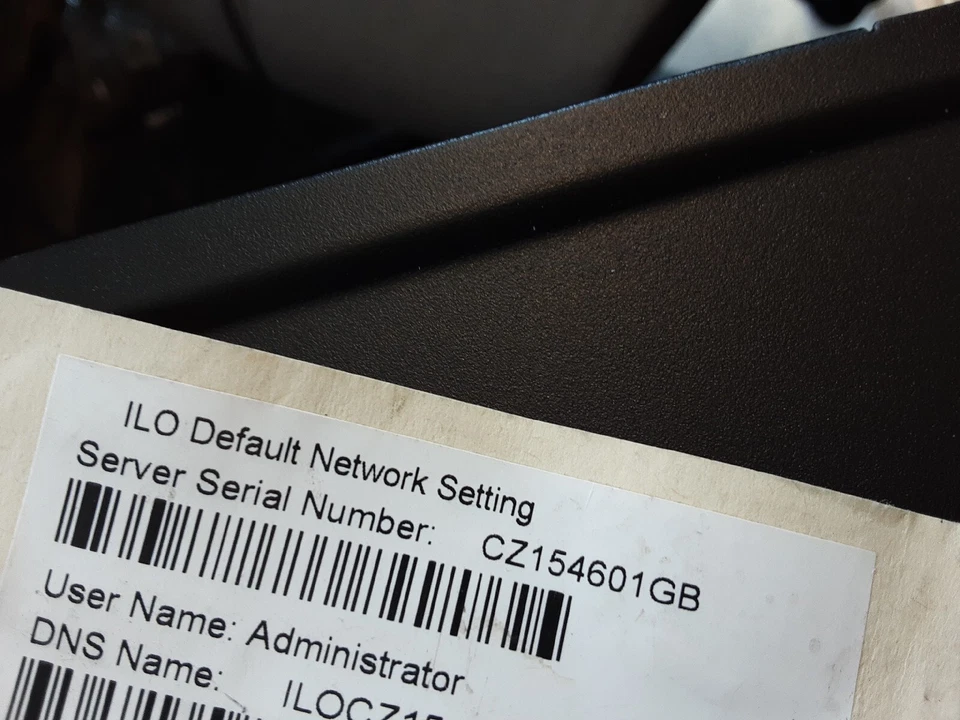 ILO Default Network Setting
Server Serial Number: CZ154601GB
User Name: Administrator
DNS Name: